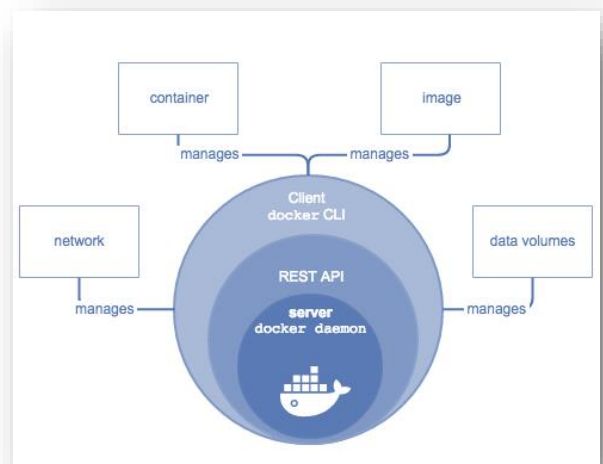 container
image
manages
manages
Client
docker CLI
network
data volumes
REST API
manages
manages
server
docker daemon